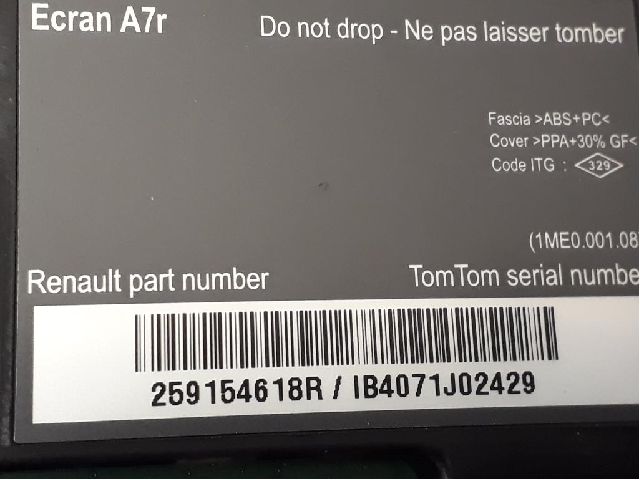 Ecran A7r
Do not drop - Ne pas laisser tomber
Fascia >ABS+PC<
Cover >PPA+30% GF<
Code ITG : 329
(1ME0.001.08
Renault part number
TomTom serial numbe
259154618R / IB4071J02429